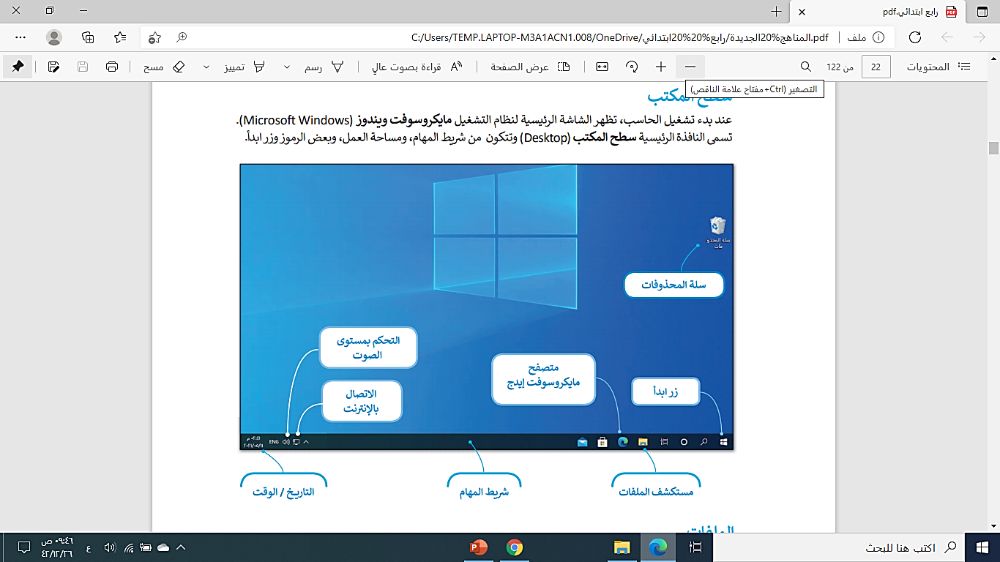 رابع ابتدائي.pdf
ملف
C:/Users/TEMP.LAPTOP-M3A1ACN1.008/OneDrive/المناهج%20الجديدة/رابع%20%20ابتدائي.pdf
المحتويات
22
من 122
عرض الصفحة
قراءة بصوت عالٍ
رسم
تمييز
مسح
التصغير (Ctrl+مفتاح علامة الناقص)
سطح المكتب
عند بدء تشغيل الحاسب، تظهر الشاشة الرئيسية لنظام التشغيل مايكروسوفت ويندوز (Microsoft Windows).
تسمى النافذة الرئيسية سطح المكتب (Desktop) وتتكون من شريط المهام، ومساحة العمل، وبعض الرموز وزر ابدأ.
سلة المحذو
فات
سلة المحذوفات
التحكم بمستوى
الصوت
متصفح
مايكروسوفت إيدج
زر ابدأ
الاتصال
بالإنترنت
ENG
مستكشف الملفات
شريط المهام
التاريخ / الوقت
الملفات
اكتب هنا للبحث
ع
٠٩:٤٦ ص
٤٢/١٢/٢٦